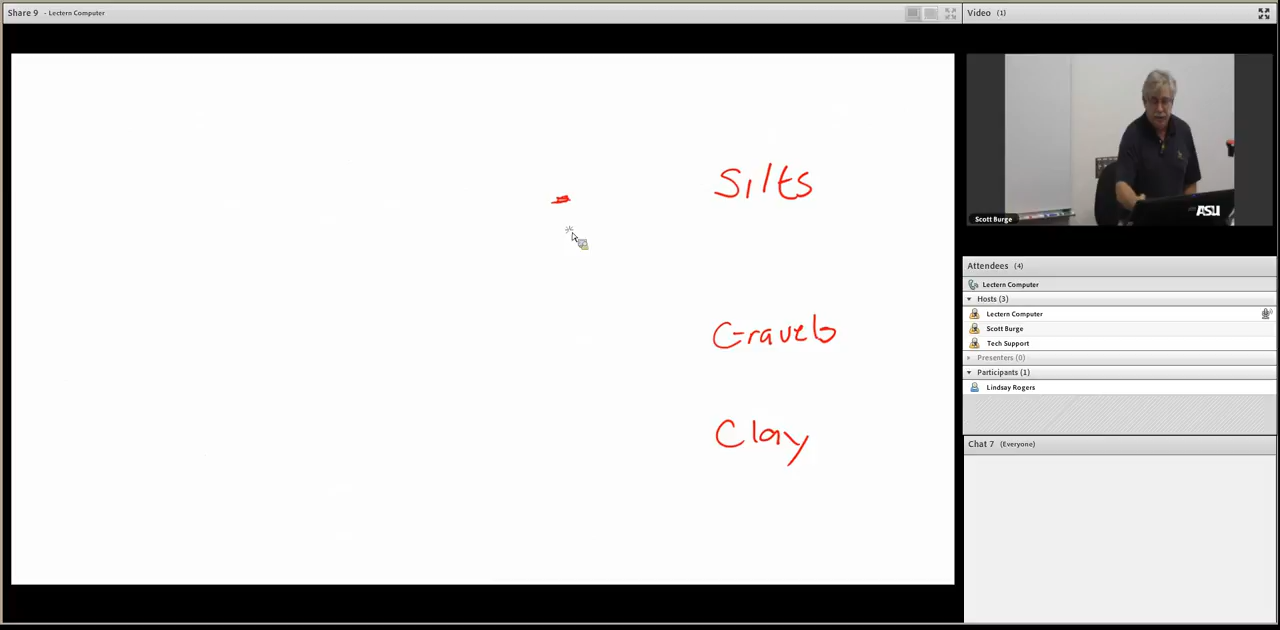 Share 9 - Lectern Computer
Video (1)
Silts
Gravels
Clay
ASU
Scott Burge
Attendees (4)
Lectern Computer
Hosts (3)
Lectern Computer
Scott Burge
Tech Support
Presenters (0)
Participants (1)
Lindsay Rogers
Chat 7 (Everyone)